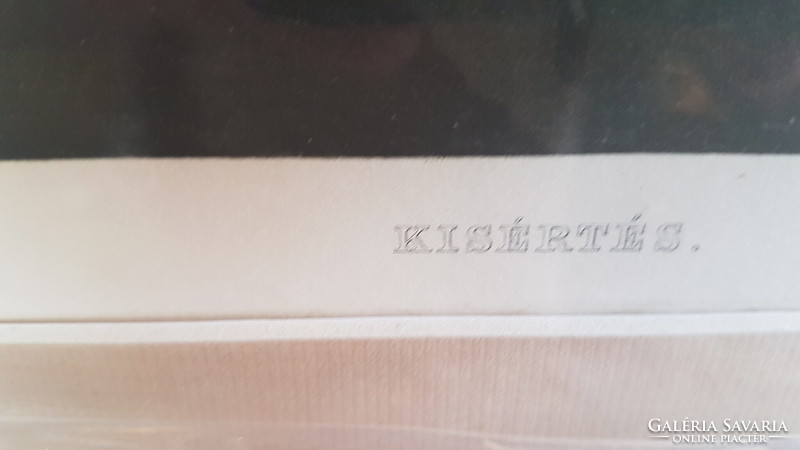 KISÉRTÉS.
GALÉRIA SAVARIA
ONLINE PIACTÉR